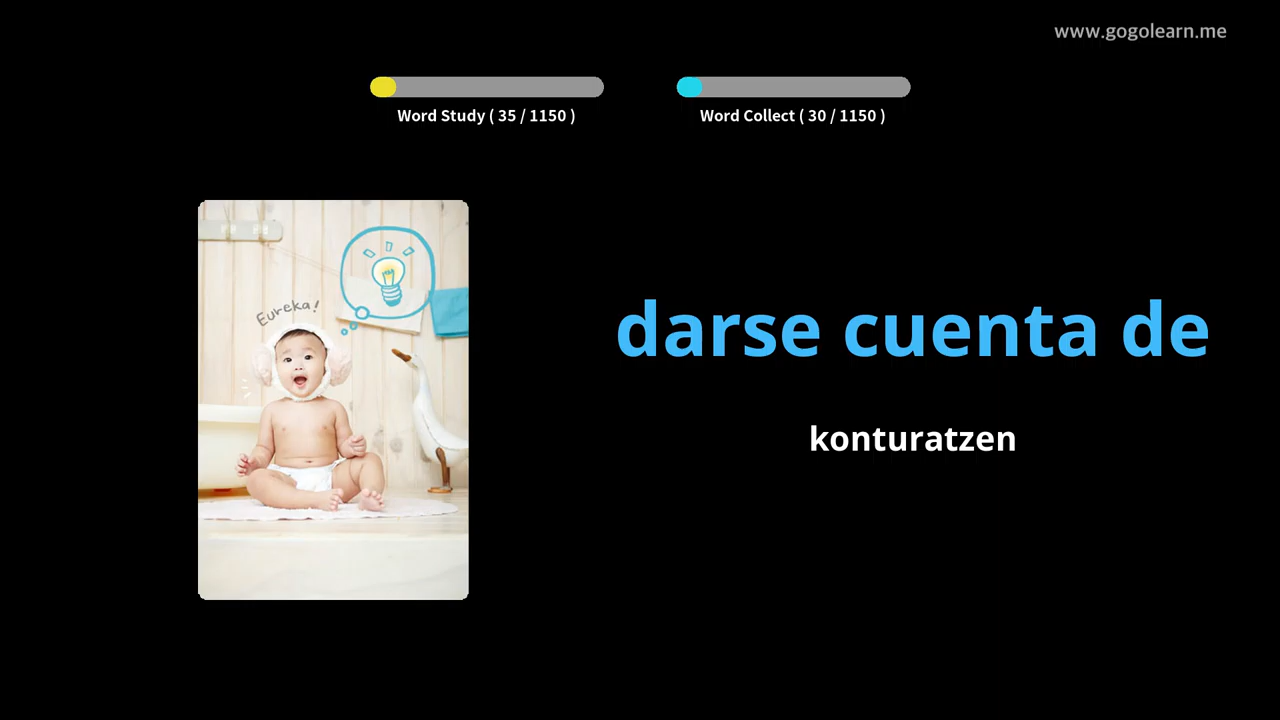 www.gogolearn.me
Word Study ( 35 / 1150 )
Word Collect ( 30 / 1150 )
Eureka!
darse cuenta de
konturatzen